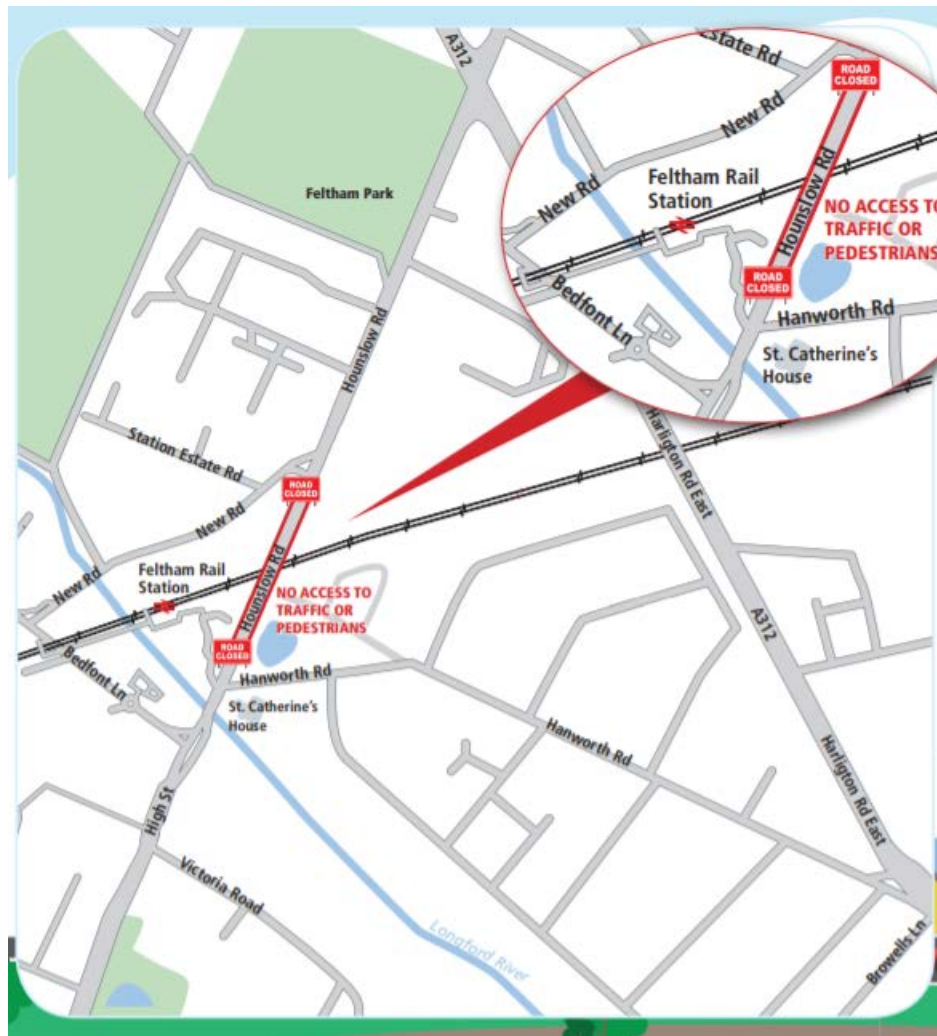 A312
Estate Rd
ROAD
CLOSED
New Rd
Feltham Rail
Station
Hounslow Rd
New Rd
NO ACCESS TO
TRAFFIC OR
PEDESTRIANS
ROAD
CLOSED
Bedfont Ln
Hanworth Rd
St. Catherine's
House
Feltham Park
Hounslow Rd
Harligton Rd East
Station Estate Rd
ROAD
CLOSED
New Rd
Feltham Rail
Station
Hounslow Rd
New Rd
NO ACCESS TO
TRAFFIC OR
PEDESTRIANS
A312
ROAD
CLOSED
Bedfont Ln
Hanworth Rd
St. Catherine's
House
Hanworth Rd
Harligton Rd East
High St
Victoria Road
Longford River
Browells Ln